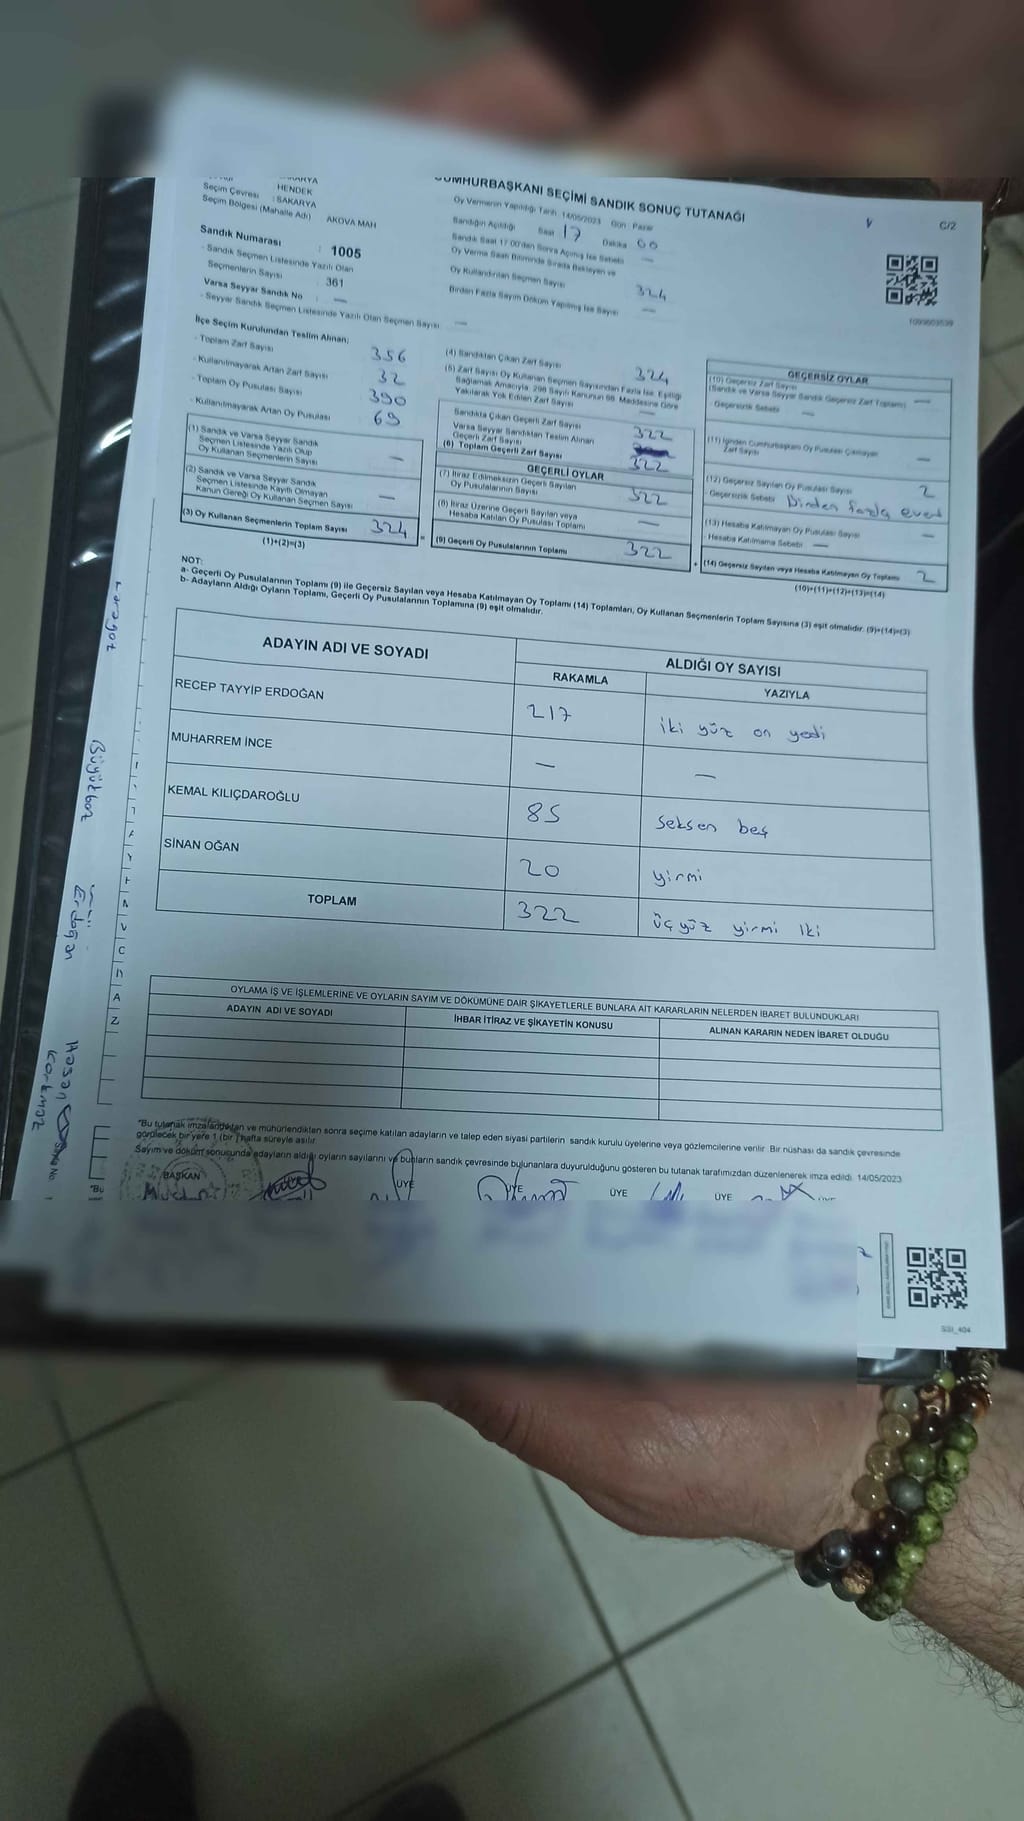 CUMHURBAŞKANI SEÇİMİ SANDIK SONUÇ TUTANAĞI
C/2
HENDEK
Seçim Çevresi : SAKARYA
Seçim Bölgesi (Mahalle Adı) AKOVA MAH
Sandık Numarası : 1005
- Sandık Seçmen Listesinde Yazılı Olan
Seçmenlerin Sayısı : 361
Varsa Seyyar Sandık No : —
- Seyyar Sandık Seçmen Listesinde Yazılı Olan Seçmen Sayısı —
Oy Vermenin Yapıldığı Tarih 14/05/2023 Gün : Pazar
Sandığın Açıldığı Saat 17 Dakika 00
Sandık Saat 17.00'dan Sonra Açılmış İse Sebebi —
Oy Verme Saati Bitiminde Sırada Bekleyen ve
Oy Kullandırılan Seçmen Sayısı 324
Birden Fazla Sayım Döküm Yapılmış İse Sayısı —
İlçe Seçim Kurulundan Teslim Alınan;
- Toplam Zarf Sayısı 356
- Kullanılmayarak Artan Zarf Sayısı 32
- Toplam Oy Pusulası Sayısı 390
- Kullanılmayarak Artan Oy Pusulası 69
(1) Sandık ve Varsa Seyyar Sandık
Seçmen Listesinde Yazılı Olup
Oy Kullanan Seçmenlerin Sayısı —
(2) Sandık ve Varsa Seyyar Sandık
Seçmen Listesinde Kayıtlı Olmayan
Kanun Gereği Oy Kullanan Seçmen Sayısı —
(3) Oy Kullanan Seçmenlerin Toplam Sayısı 324
(1)+(2)=(3)
(4) Sandıktan Çıkan Zarf Sayısı 324
(5) Zarf Sayısı Oy Kullanan Seçmen Sayısından Fazla İse, Eşitliği
Sağlamak Amacıyla, 298 Sayılı Kanunun 98. Maddesine Göre
Yakılarak Yok Edilen Zarf Sayısı —
Sandıkta Çıkan Geçerli Zarf Sayısı 322
Varsa Seyyar Sandıktan Teslim Alınan
Geçerli Zarf Sayısı
(6) Toplam Geçerli Zarf Sayısı 322
GEÇERLİ OYLAR
(7) İtiraz Edilmeksizin Geçerli Sayılan
Oy Pusulalarının Sayısı 322
(8) İtiraz Üzerine Geçerli Sayılan veya
Hesaba Katılan Oy Pusulası Toplamı —
(9) Geçerli Oy Pusulalarının Toplamı 322
GEÇERSİZ OYLAR
(10) Geçersiz Zarf Sayısı
(Sandık ve Varsa Seyyar Sandık Geçersiz Zarf Toplamı) —
- Geçersizlik Sebebi —
(11) İçinden Cumhurbaşkanı Oy Pusulası Çıkmayan
Zarf Sayısı —
(12) Geçersiz Sayılan Oy Pusulası Sayısı 2
- Geçersizlik Sebebi Birden fazla evet
(13) Hesaba Katılmayan Oy Pusulası Sayısı —
- Hesaba Katılmama Sebebi —
(14) Geçersiz Sayılan veya Hesaba Katılmayan Oy Toplamı 2
(10)+(11)+(12)+(13)=(14)
NOT:
a- Geçerli Oy Pusulalarının Toplamı (9) ile Geçersiz Sayılan veya Hesaba Katılmayan Oy Toplamı (14) Toplamları, Oy Kullanan Seçmenlerin Toplam Sayısına (3) eşit olmalıdır. (9)+(14)=(3)
b- Adayların Aldığı Oyların Toplamı, Geçerli Oy Pusulalarının Toplamına (9) eşit olmalıdır.
ADAYIN ADI VE SOYADI ALDIĞI OY SAYISI
RAKAMLA YAZIYLA
RECEP TAYYİP ERDOĞAN 217 iki yüz on yedi
MUHARREM İNCE — —
KEMAL KILIÇDAROĞLU 85 seksen beş
SİNAN OĞAN 20 yirmi
TOPLAM 322 üçyüz yirmi iki
OYLAMA İŞ VE İŞLEMLERİNE VE OYLARIN SAYIM VE DÖKÜMÜNE DAİR ŞİKAYETLERLE BUNLARA AİT KARARLARIN NELERDEN İBARET BULUNDUKLARI
ADAYIN ADI VE SOYADI İHBAR İTİRAZ VE ŞİKAYETİN KONUSU ALINAN KARARIN NEDEN İBARET OLDUĞU
"Bu tutanak imzalandıktan ve mühürlendikten sonra seçime katılan adayların ve talep eden siyasi partilerin sandık kurulu üyelerine veya gözlemcilerine verilir. Bir nüshası da sandık çevresinde
görülecek bir yere 1 (bir) hafta süreyle asılır.
Sayım ve döküm sonucunda adayların aldığı oyların sayılarını ve bunların sandık çevresinde bulunanlara duyurulduğunu gösteren bu tutanak tarafımızdan düzenlenerek imza edildi. 14/05/2023
BAŞKAN ÜYE ÜYE ÜYE ÜYE ÜYE
SSI_404
Karagöz
Büyükboz
Erdoğan
Hasan
Korkmaz